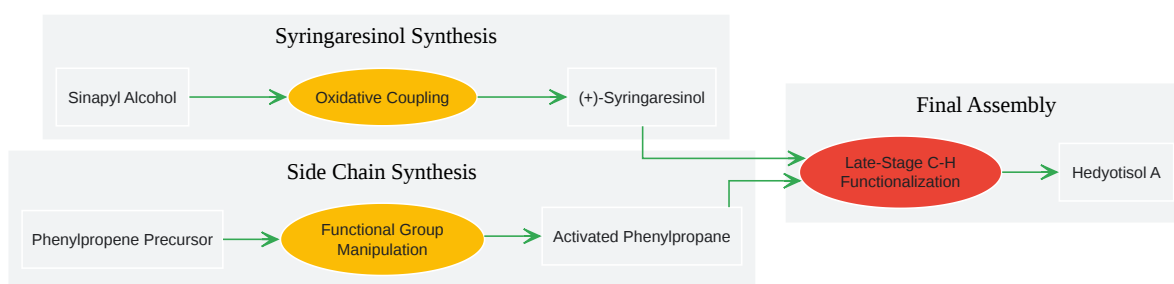 Syringaresinol Synthesis
Sinapyl Alcohol
Oxidative Coupling
(+)-Syringaresinol
Side Chain Synthesis
Phenylpropene Precursor
Functional Group
Manipulation
Activated Phenylpropane
Final Assembly
Late-Stage C-H
Functionalization
Hedyotisol A